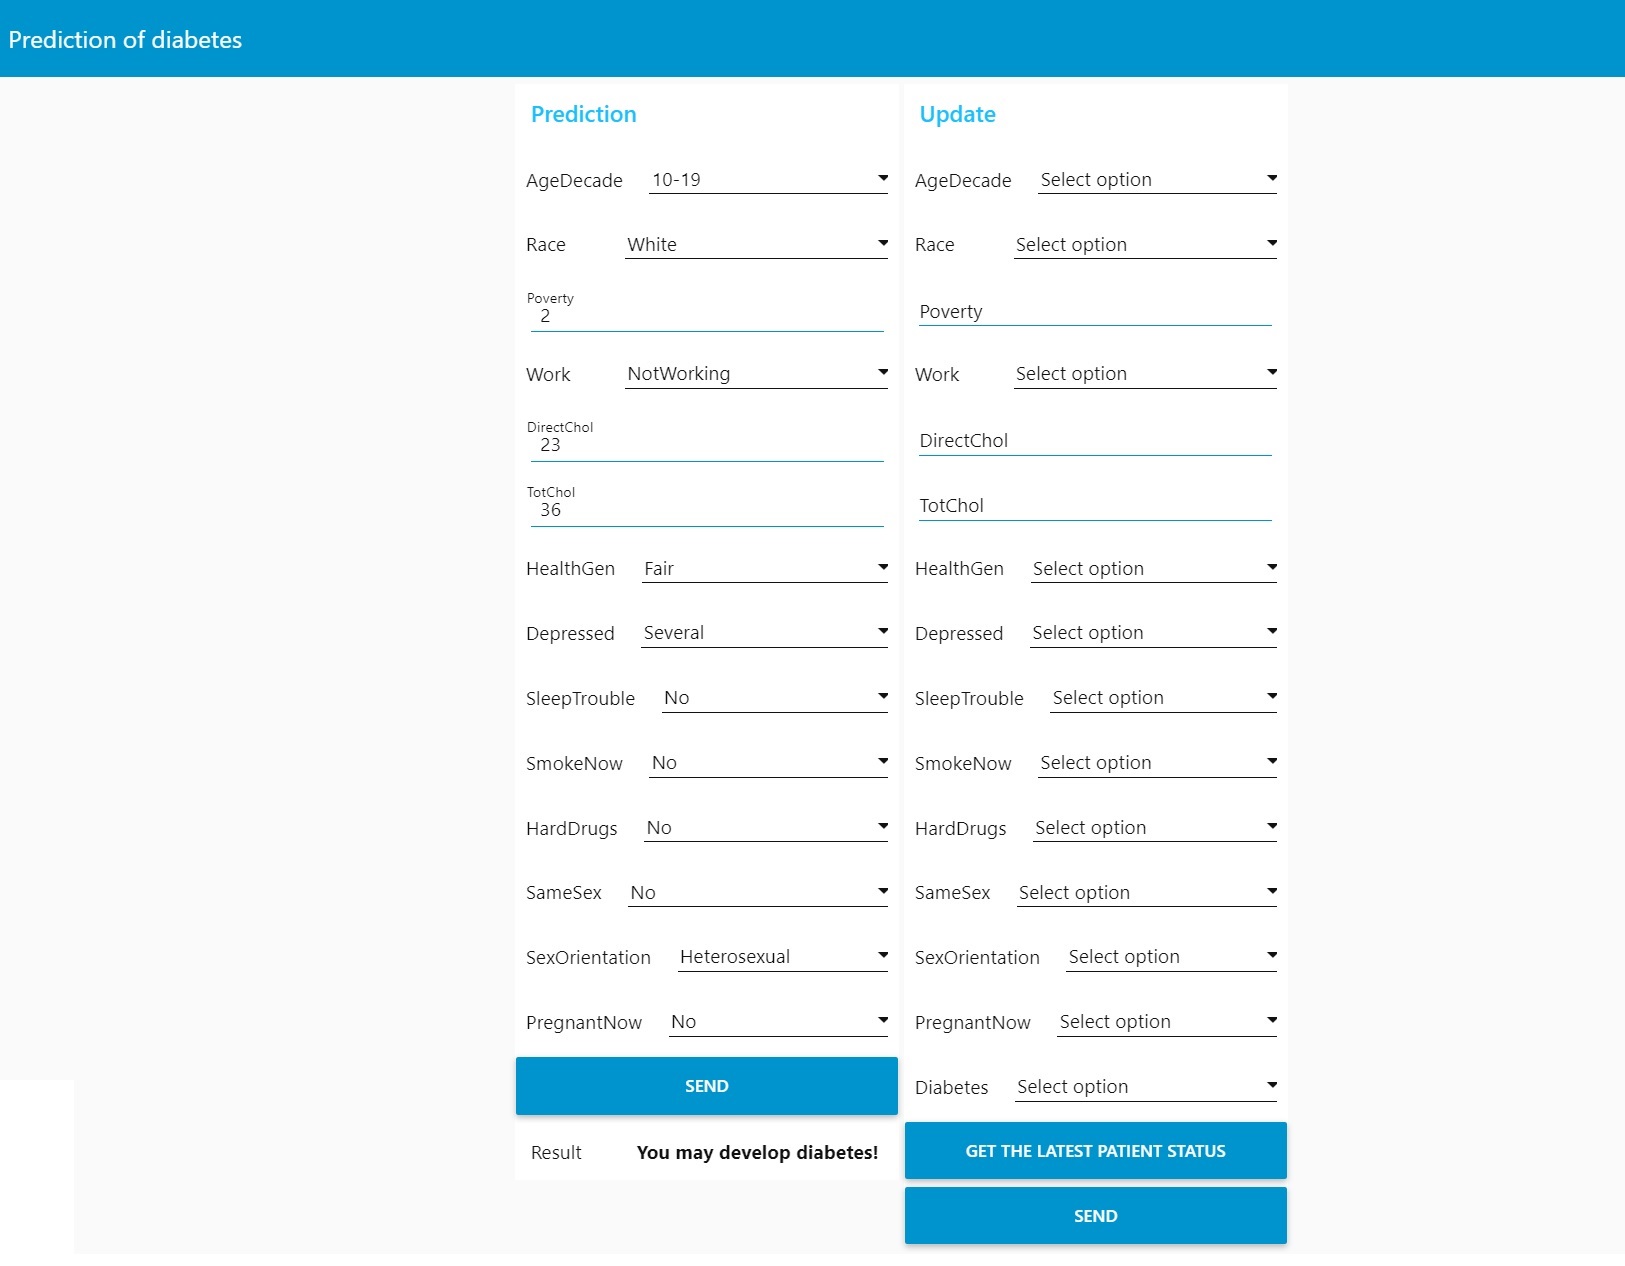 Prediction of diabetes
Prediction
AgeDecade 10-19
Race White
Poverty
2
Work NotWorking
DirectChol
23
TotChol
36
HealthGen Fair
Depressed Several
SleepTrouble No
SmokeNow No
HardDrugs No
SameSex No
SexOrientation Heterosexual
PregnantNow No
SEND
Result You may develop diabetes!
Update
AgeDecade Select option
Race Select option
Poverty
Work Select option
DirectChol
TotChol
HealthGen Select option
Depressed Select option
SleepTrouble Select option
SmokeNow Select option
HardDrugs Select option
SameSex Select option
SexOrientation Select option
PregnantNow Select option
Diabetes Select option
GET THE LATEST PATIENT STATUS
SEND